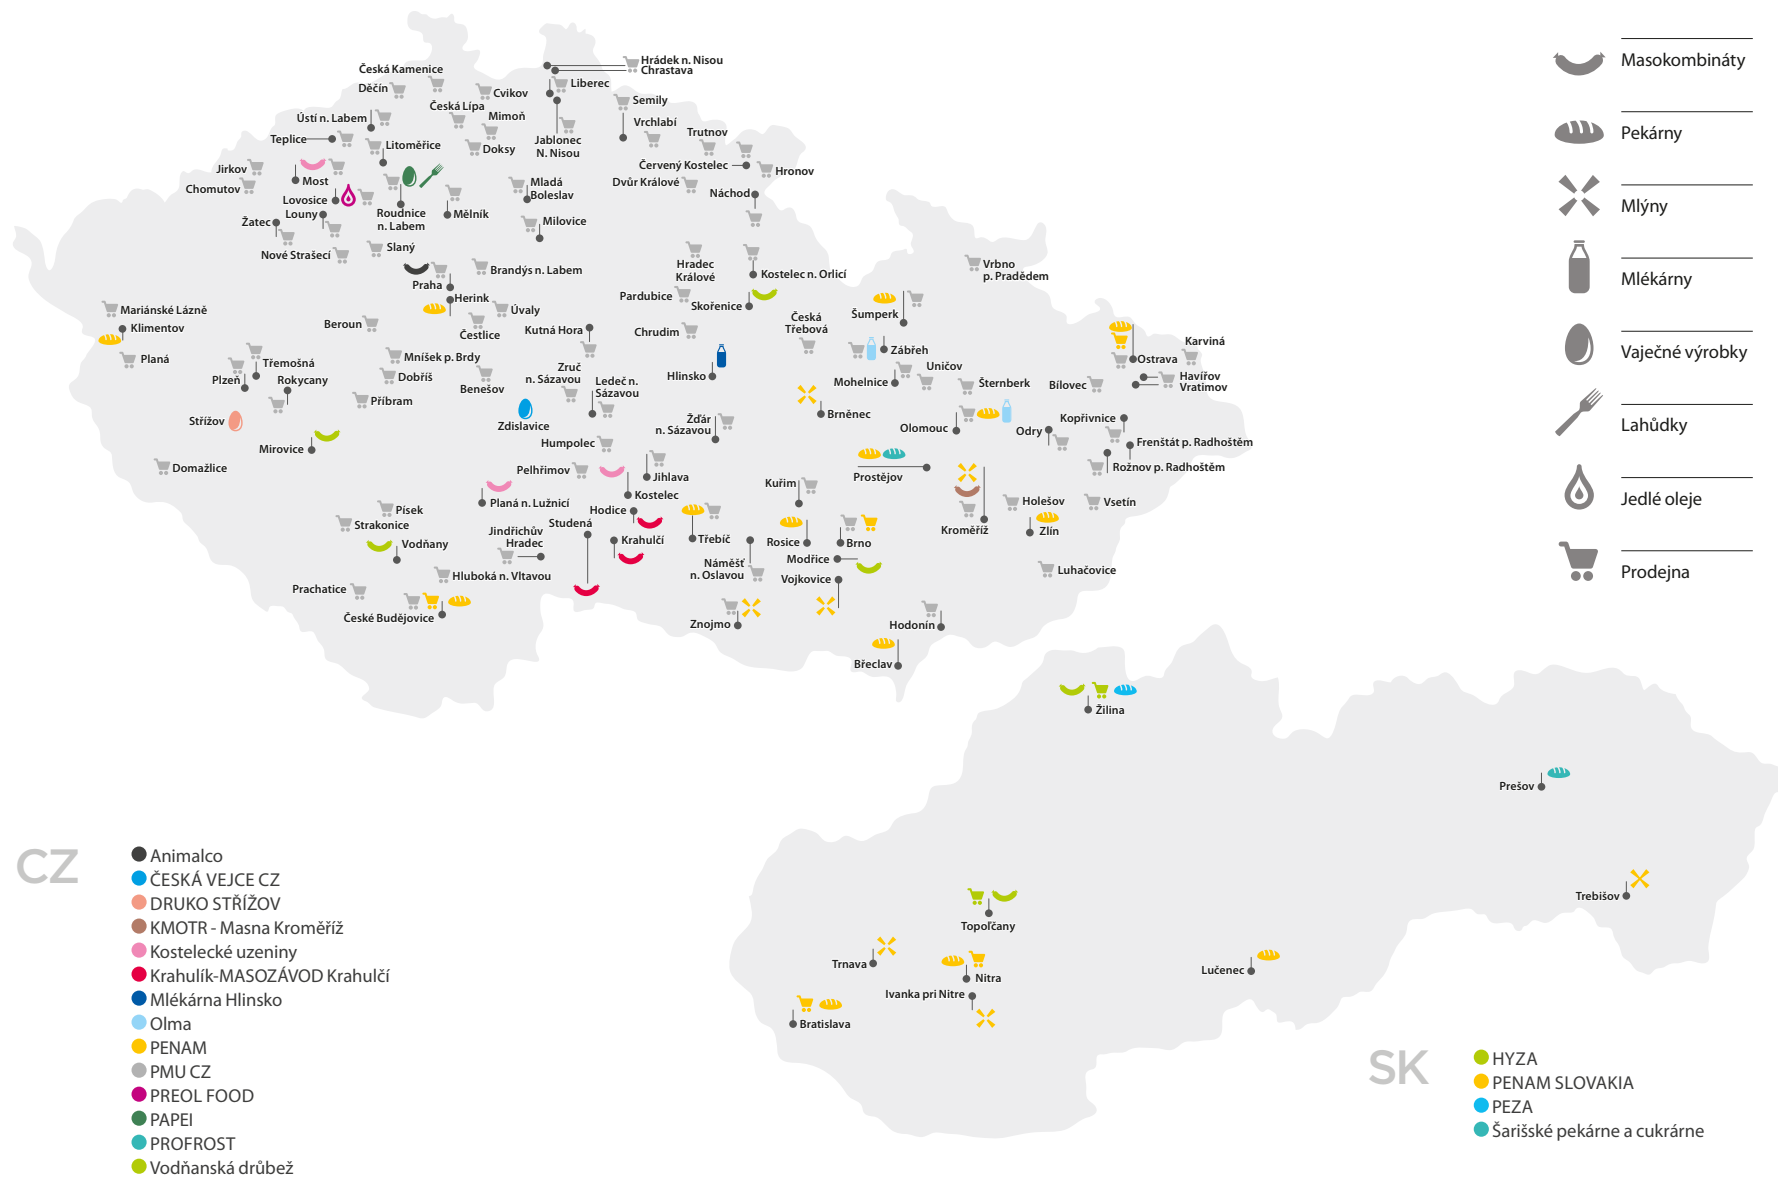 Hrádek n. Nisou
Chrastava
Česká Kamenice
Děčín
Cvikov
Liberec
Semily
Česká Lípa
Mimoň
Ústí n. Labem
Vrchlabí
Trutnov
Teplice
Litoměřice
Doksy
Jablonec
N. Nisou
Červený Kostelec
Hronov
Jirkov
Chomutov
Most
Mladá
Boleslav
Dvůr Králové
Náchod
Lovosice
Louny
Roudnice
n. Labem
Mělník
Milovice
Žatec
Nové Strašecí
Slaný
Brandýs n. Labem
Hradec
Králové
Kostelec n. Orlicí
Vrbno
p. Pradědem
Praha
Herink
Pardubice
Skořenice
Mariánské Lázně
Klimentov
Planá
Beroun
Úvaly
Čestlice
Kutná Hora
Chrudim
Česká
Třebová
Šumperk
Zábřeh
Ostrava
Karviná
Havířov
Vratimov
Třemošná
Plzeň
Rokycany
Mníšek p. Brdy
Dobříš
Benešov
Zruč
n. Sázavou
Ledeč n.
Sázavou
Hlinsko
Mohelnice
Uničov
Šternberk
Bílovec
Příbram
Střížov
Zdislavice
Žďár
n. Sázavou
Brněnec
Olomouc
Odry
Kopřivnice
Frenštát p. Radhoštěm
Rožnov p. Radhoštěm
Mirovice
Domažlice
Humpolec
Pelhřimov
Jihlava
Kostelec
Prostějov
Kuřim
Planá n. Lužnicí
Hodice
Písek
Strakonice
Vodňany
Jindřichův
Hradec
Studená
Krahulčí
Třebíč
Rosice
Brno
Kroměříž
Holešov
Zlín
Vsetín
Modřice
Náměšť
n. Oslavou
Vojkovice
Luhačovice
Hluboká n. Vltavou
Prachatice
České Budějovice
Znojmo
Hodonín
Břeclav
Žilina
Prešov
Trebišov
Topoľčany
Trnava
Nitra
Ivanka pri Nitre
Bratislava
Lučenec
Masokombináty
Pekárny
Mlýny
Mlékárny
Vaječné výrobky
Lahůdky
Jedlé oleje
Prodejna
CZ
Animalco
ČESKÁ VEJCE CZ
DRUKO STŘÍŽOV
KMOTR - Masna Kroměříž
Kostelecké uzeniny
Krahulík-MASOZÁVOD Krahulčí
Mlékárna Hlinsko
Olma
PENAM
PMU CZ
PREOL FOOD
PAPEI
PROFROST
Vodňanská drůbež
SK
HYZA
PENAM SLOVAKIA
PEZA
Šarišské pekárne a cukrárne